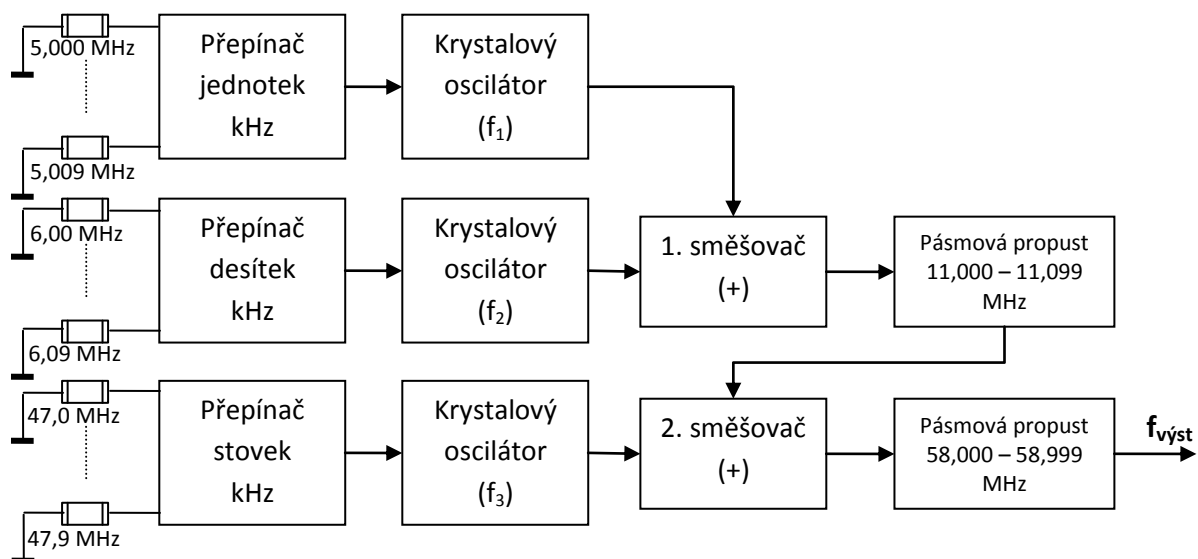 5,000 MHz
5,009 MHz
Přepínač
jednotek
kHz
Krystalový
oscilátor
(f₁)
6,00 MHz
6,09 MHz
Přepínač
desítek
kHz
Krystalový
oscilátor
(f₂)
1. směšovač
(+)
Pásmová propust
11,000 – 11,099
MHz
47,0 MHz
47,9 MHz
Přepínač
stovek
kHz
Krystalový
oscilátor
(f₃)
2. směšovač
(+)
Pásmová propust
58,000 – 58,999
MHz
fvýst